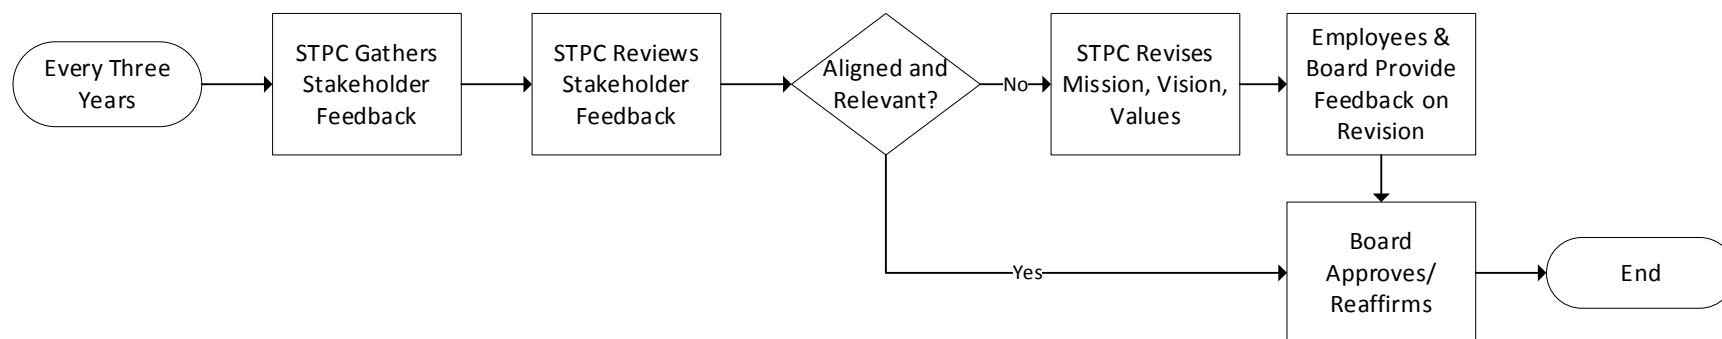 Every Three
Years
STPC Gathers
Stakeholder
Feedback
STPC Reviews
Stakeholder
Feedback
Aligned and
Relevant?
No
STPC Revises
Mission, Vision,
Values
Employees &
Board Provide
Feedback on
Revision
Yes
Board
Approves/
Reaffirms
End